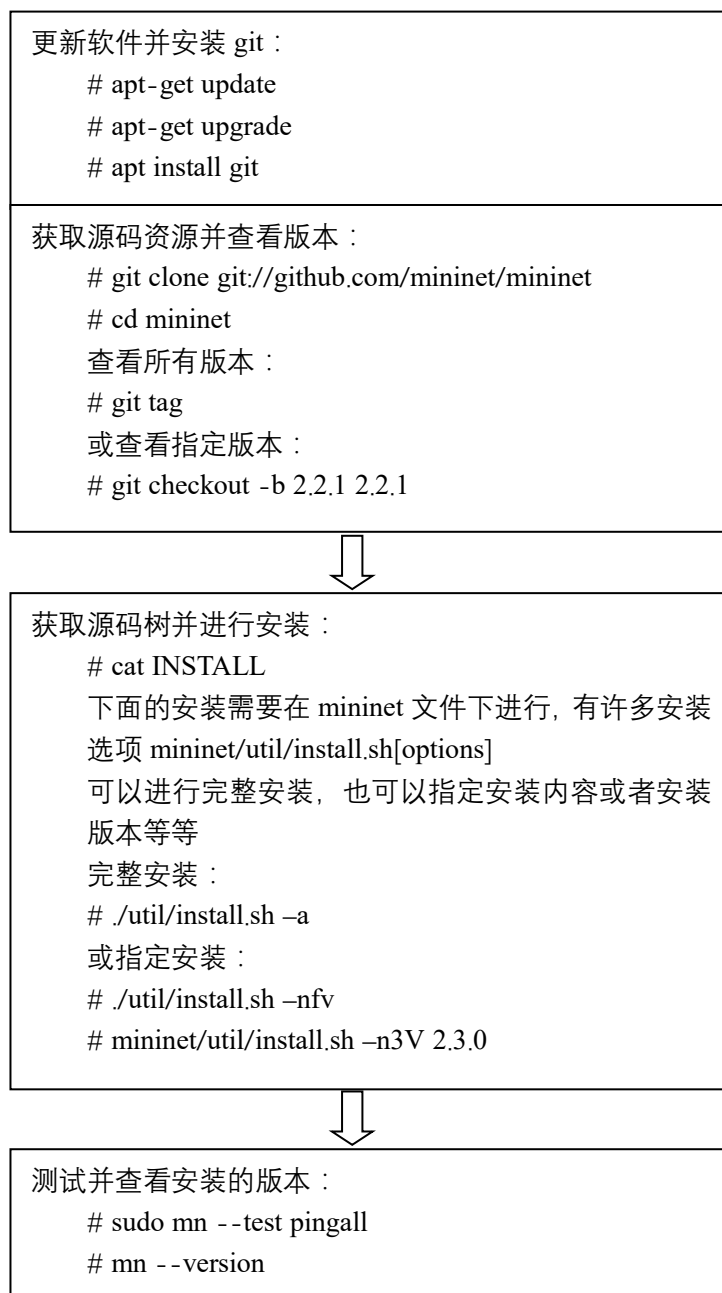 更新软件并安装 git：
# apt-get update
# apt-get upgrade
# apt install git
获取源码资源并查看版本：
# git clone git://github.com/mininet/mininet
# cd mininet
查看所有版本：
# git tag
或查看指定版本：
# git checkout -b 2.2.1 2.2.1
获取源码树并进行安装：
# cat INSTALL
下面的安装需要在 mininet 文件下进行，有许多安装
选项 mininet/util/install.sh[options]
可以进行完整安装，也可以指定安装内容或者安装
版本等等
完整安装：
# ./util/install.sh –a
或指定安装：
# ./util/install.sh –nfv
# mininet/util/install.sh –n3V 2.3.0
测试并查看安装的版本：
# sudo mn --test pingall
# mn --version